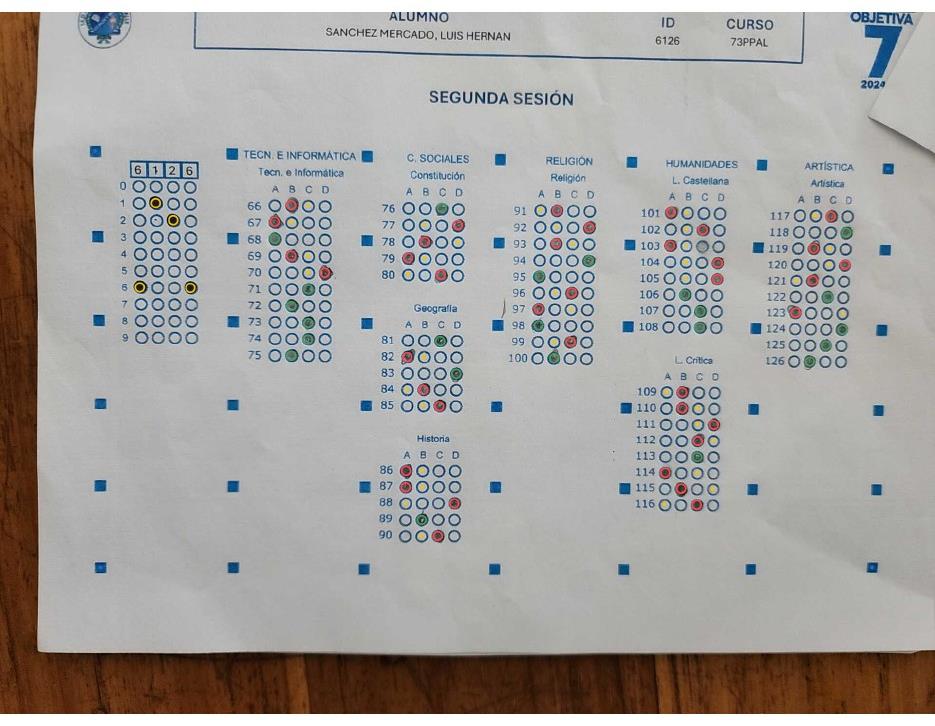 ALUMNO
SANCHEZ MERCADO, LUIS HERNAN
ID
6126
CURSO
73PPAL
OBJETIVA
7
2024
SEGUNDA SESIÓN
6 1 2 6
0
1
2
3
4
5
6
7
8
9
TECN. E INFORMÁTICA
Tecn. e Informática
A B C D
66
67
68
69
70
71
72
73
74
75
C. SOCIALES
Constitución
A B C D
76
77
78
79
80
Geografía
A B C D
81
82
83
84
85
Historia
A B C D
86
87
88
89
90
RELIGIÓN
Religión
A B C D
91
92
93
94
95
96
97
98
99
100
HUMANIDADES
L. Castellana
A B C D
101
102
103
104
105
106
107
108
L. Crítica
A B C D
109
110
111
112
113
114
115
116
ARTÍSTICA
Artística
A B C D
117
118
119
120
121
122
123
124
125
126